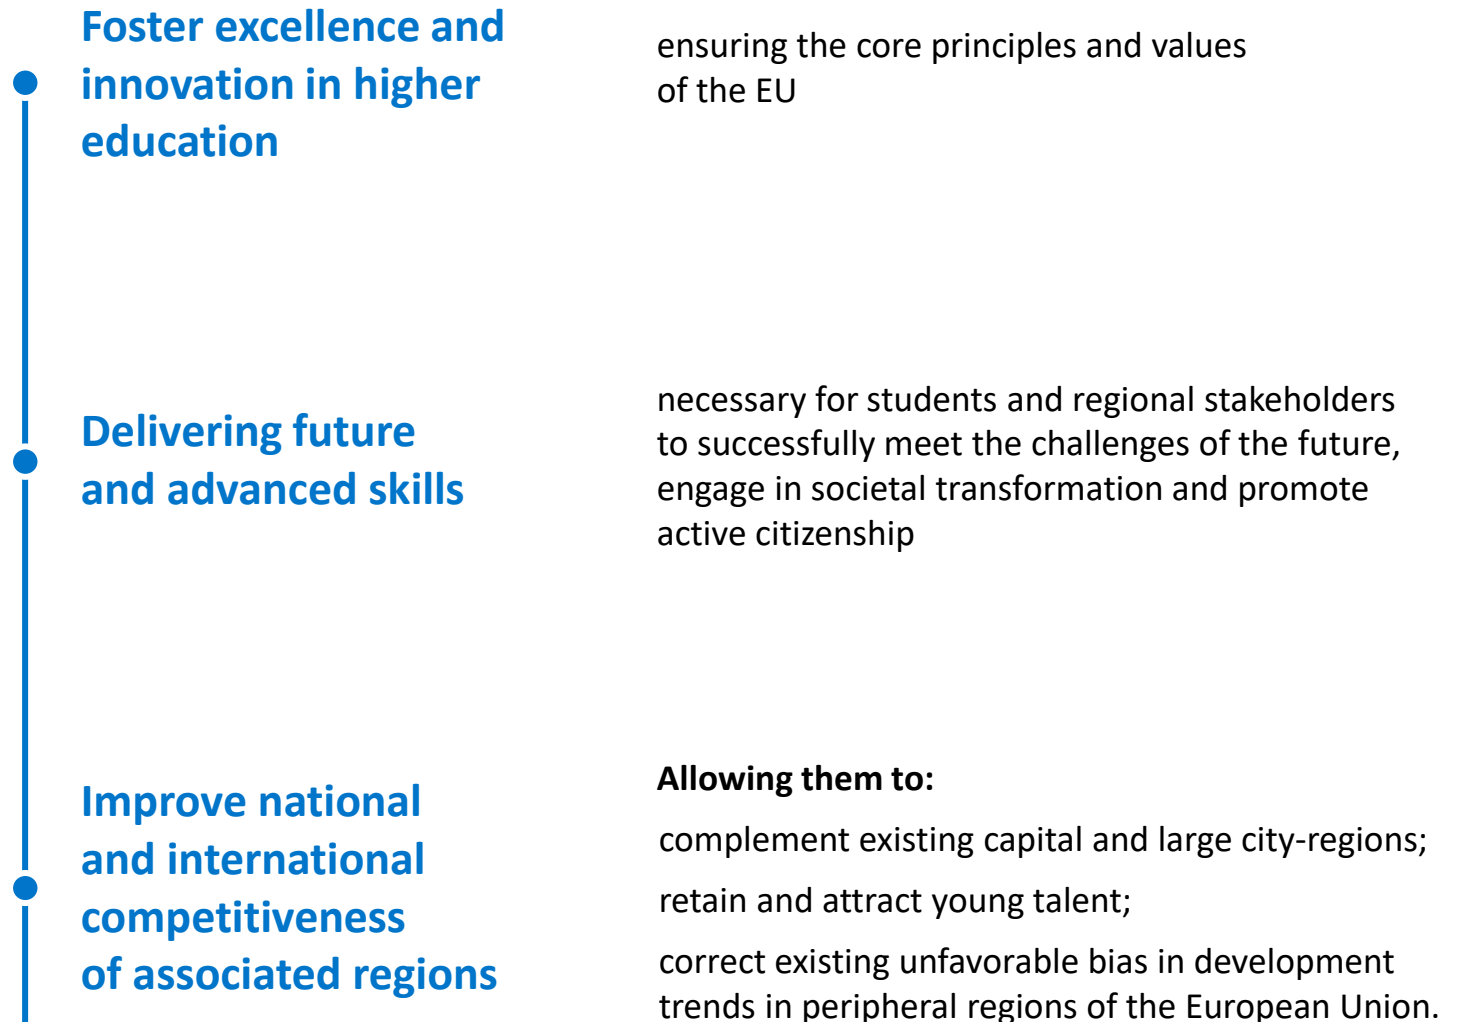 Foster excellence and
innovation in higher
education
ensuring the core principles and values
of the EU
Delivering future
and advanced skills
necessary for students and regional stakeholders
to successfully meet the challenges of the future,
engage in societal transformation and promote
active citizenship
Improve national
and international
competitiveness
of associated regions
Allowing them to:
complement existing capital and large city-regions;
retain and attract young talent;
correct existing unfavorable bias in development
trends in peripheral regions of the European Union.